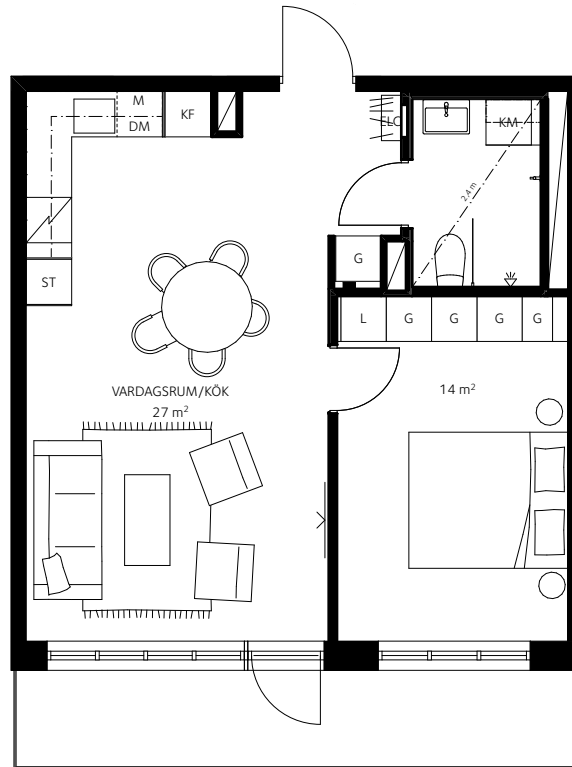 M
DM
KF
ELC
KM
2,4 m
ST
G
L
G
G
G
G
VARDAGSRUM/KÖK
27 m²
14 m²